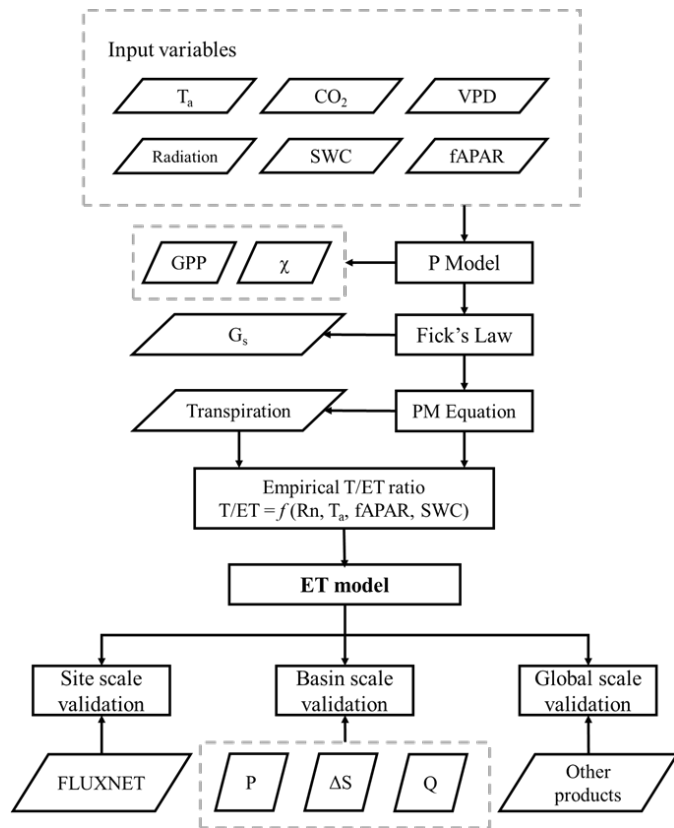 Input variables
Tₐ
CO₂
VPD
Radiation
SWC
fAPAR
GPP
χ
P Model
Gₛ
Fick’s Law
Transpiration
PM Equation
Empirical T/ET ratio
T/ET = f (Rn, Tₐ, fAPAR, SWC)
ET model
Site scale
validation
Basin scale
validation
Global scale
validation
FLUXNET
P
ΔS
Q
Other
products